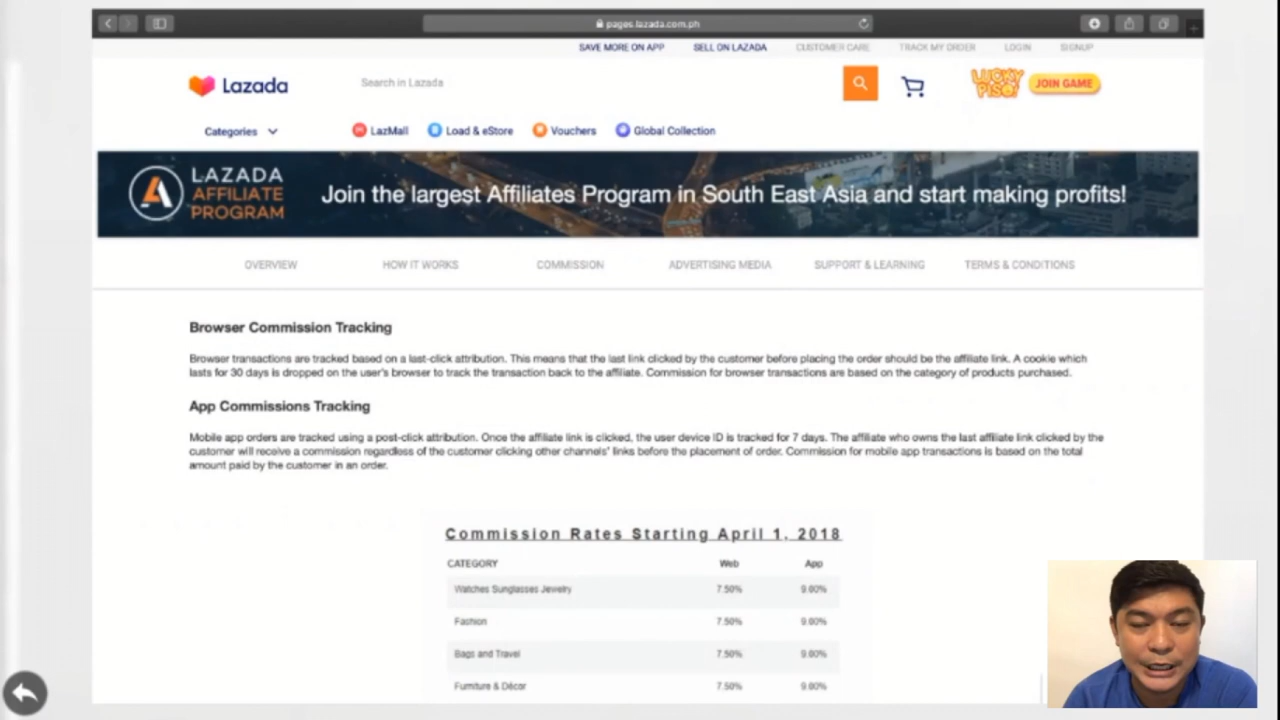 pages.lazada.com.ph
SAVE MORE ON APP SELL ON LAZADA CUSTOMER CARE TRACK MY ORDER LOGIN SIGNUP
Lazada Search in Lazada LUCKY PISO! JOIN GAME
Categories LazMall Load & eStore Vouchers Global Collection
LAZADA
AFFILIATE
PROGRAM
Join the largest Affiliates Program in South East Asia and start making profits!
OVERVIEW HOW IT WORKS COMMISSION ADVERTISING MEDIA SUPPORT & LEARNING TERMS & CONDITIONS
Browser Commission Tracking
Browser transactions are tracked based on a last-click attribution. This means that the last link clicked by the customer before placing the order should be the affiliate link. A cookie which
lasts for 30 days is dropped on the user's browser to track the transaction back to the affiliate. Commission for browser transactions are based on the category of products purchased.
App Commissions Tracking
Mobile app orders are tracked using a post-click attribution. Once the affiliate link is clicked, the user device ID is tracked for 7 days. The affiliate who owns the last affiliate link clicked by the
customer will receive a commission regardless of the customer clicking other channels' links before the placement of order. Commission for mobile app transactions is based on the total
amount paid by the customer in an order.
Commission Rates Starting April 1, 2018
CATEGORY Web App
Watches Sunglasses Jewelry 7.50% 9.00%
Fashion 7.50% 9.00%
Bags and Travel 7.50% 9.00%
Furniture & Décor 7.50% 9.00%